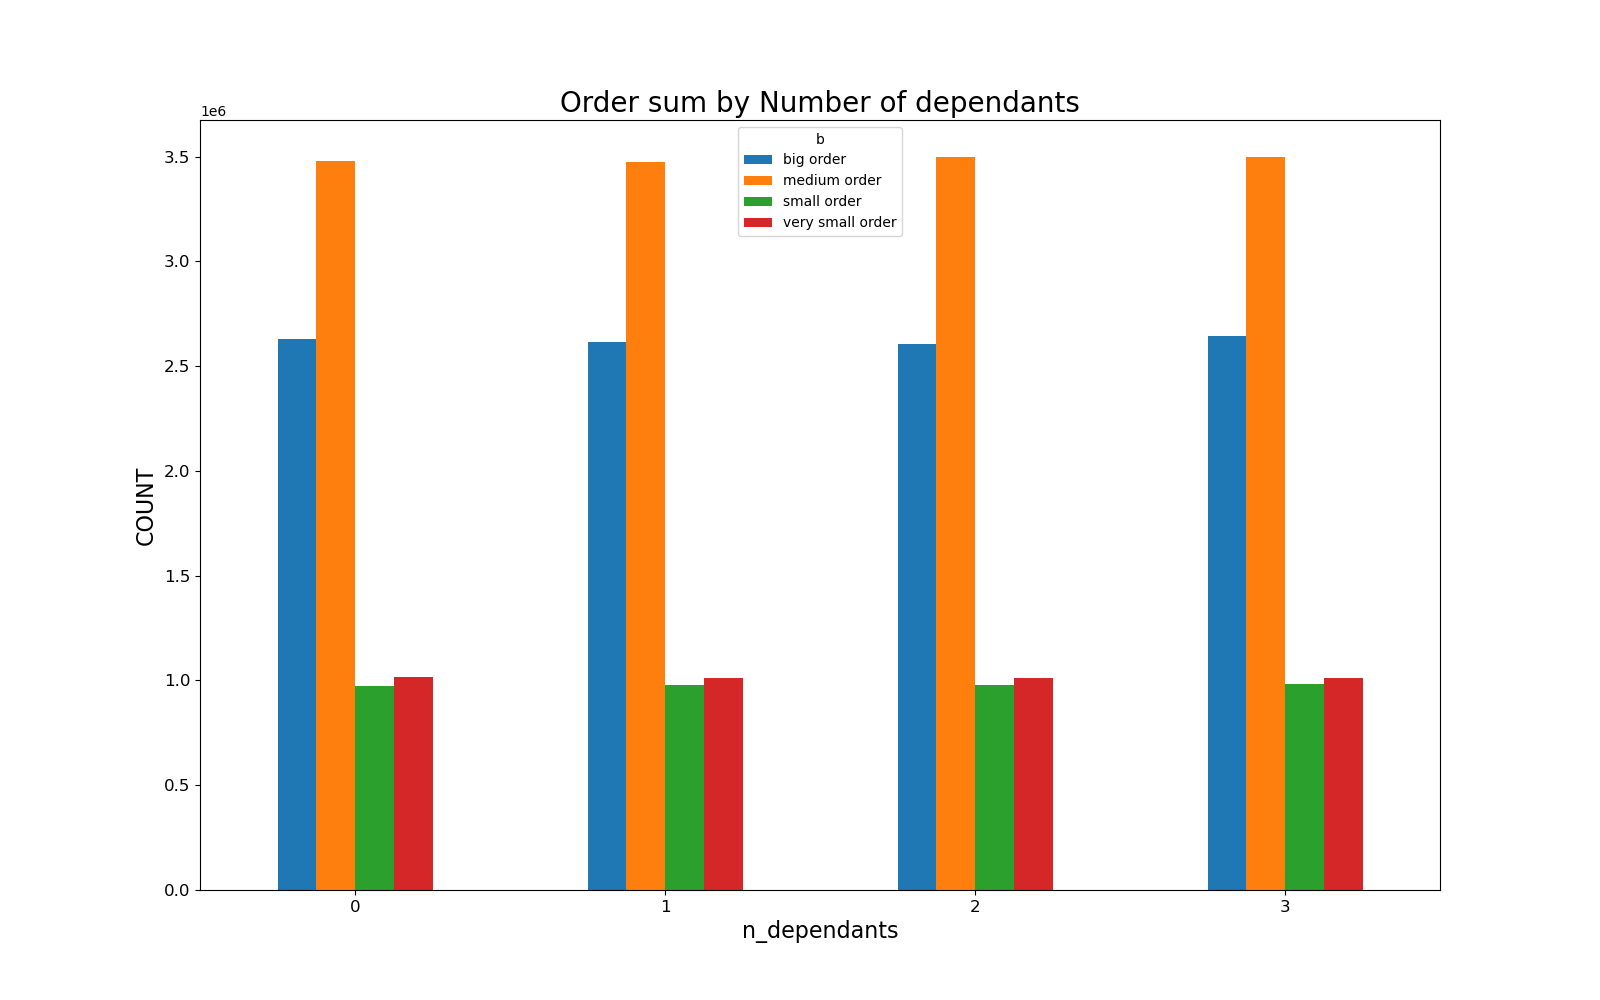 Order sum by Number of dependants
1e6
b
big order
medium order
small order
very small order
3.5
3.0
2.5
2.0
1.5
1.0
0.5
0.0
COUNT
0 1 2 3
n_dependants